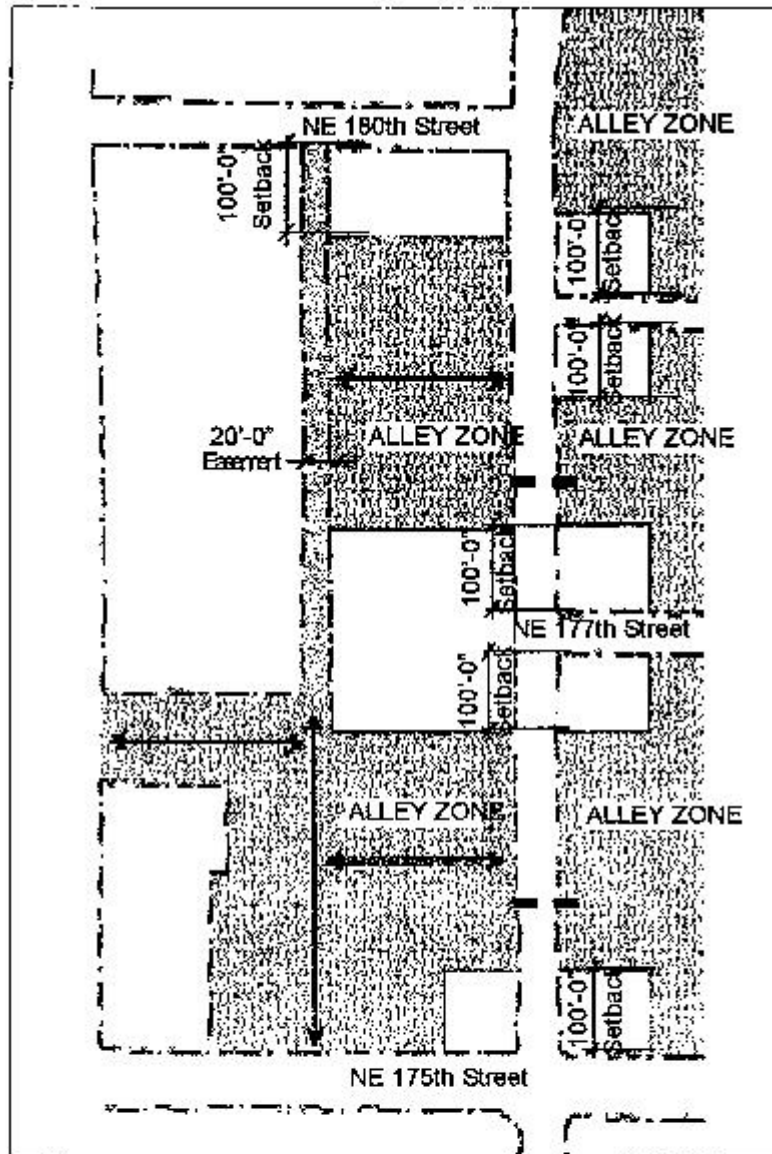 NE 180th Street
ALLEY ZONE
100'-0"
Setback
100'-0"
Setback
100'-0"
Setback
20'-0"
Easement
ALLEY ZONE
ALLEY ZONE
100'-0"
Setback
NE 177th Street
100'-0"
Setback
ALLEY ZONE
ALLEY ZONE
100'-0"
Setback
NE 175th Street